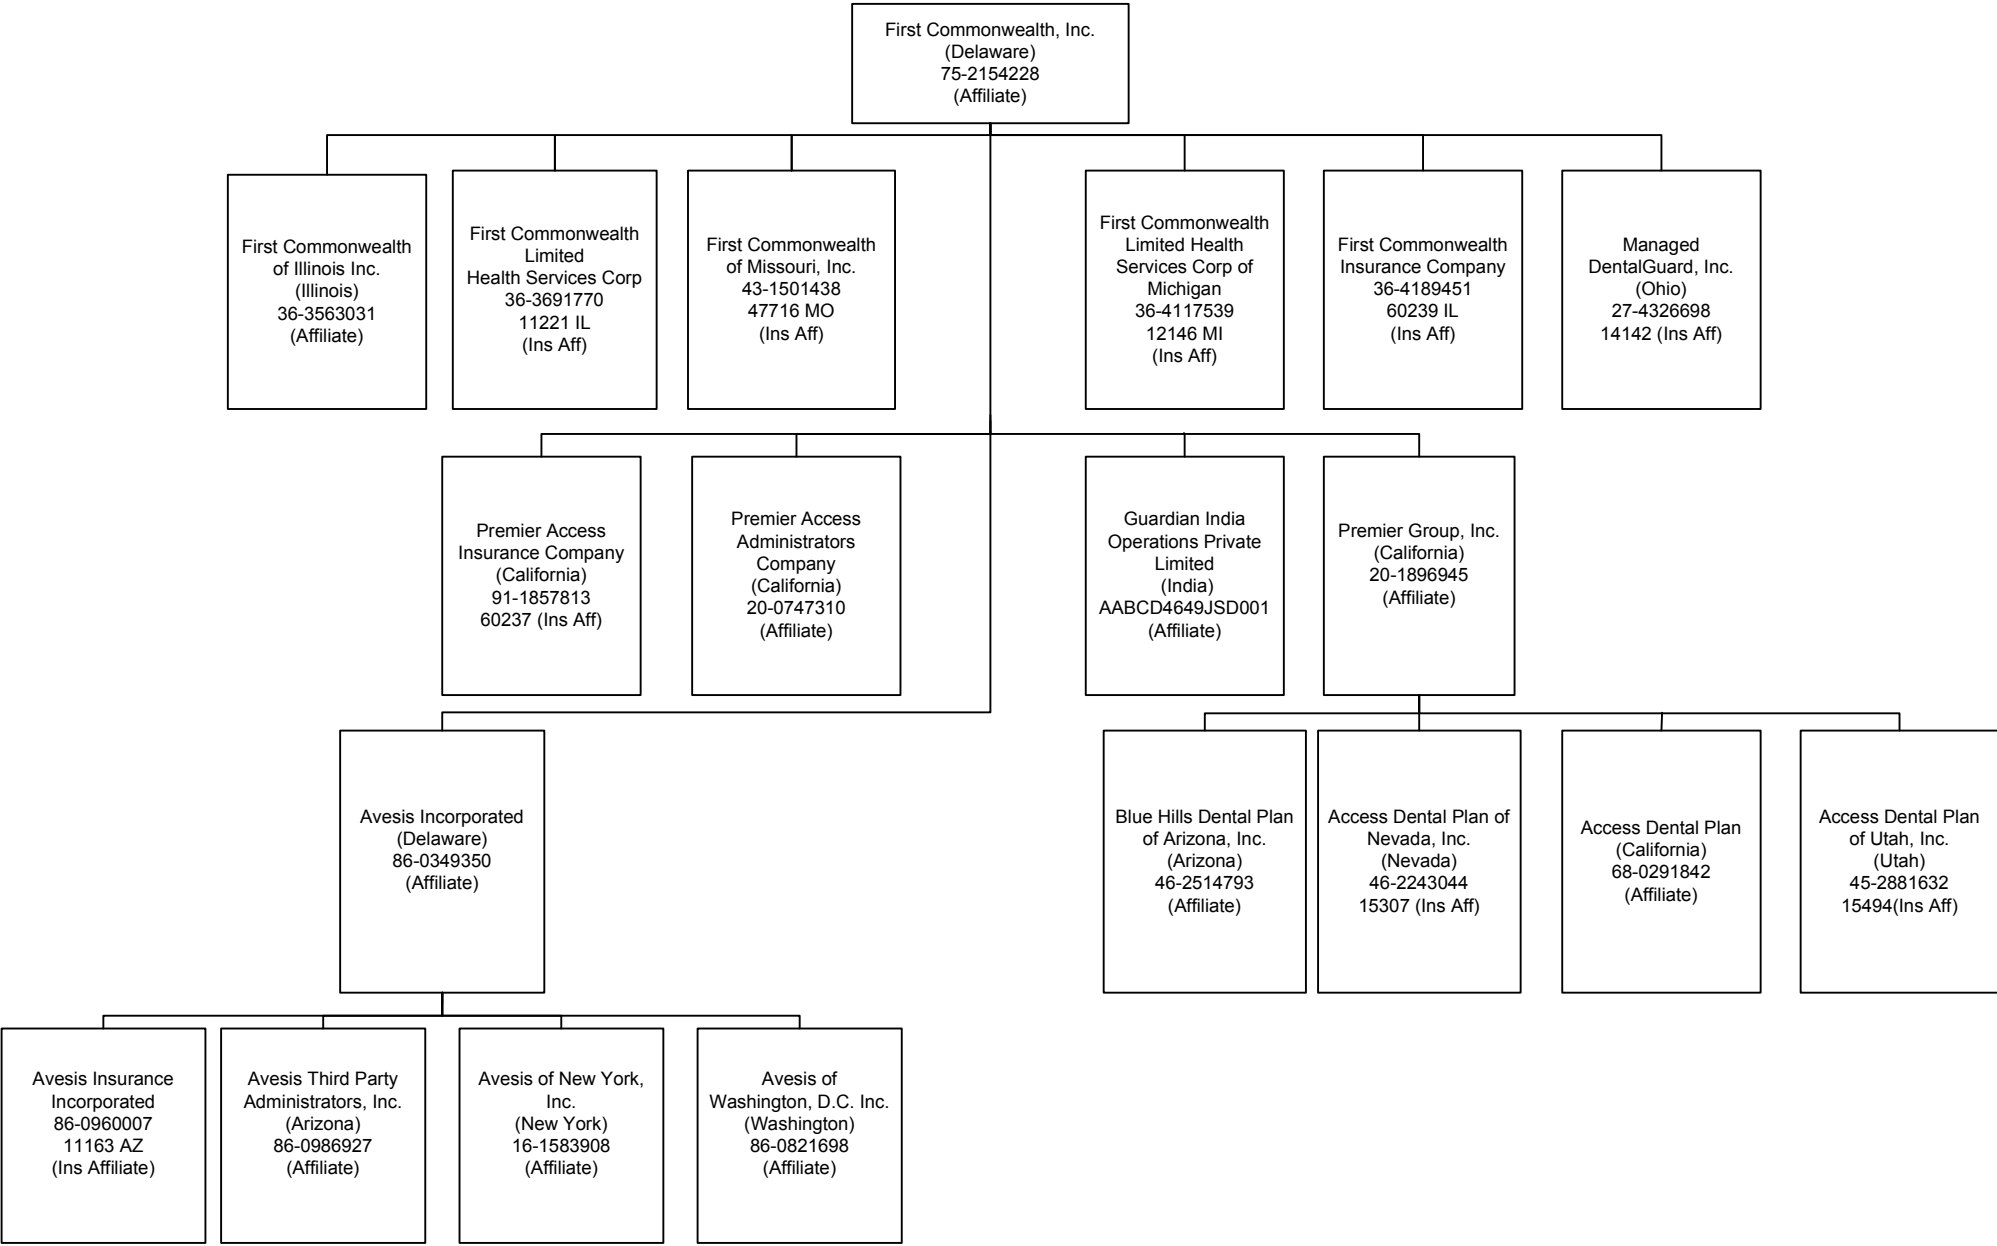 First Commonwealth, Inc.
(Delaware)
75-2154228
(Affiliate)
First Commonwealth
of Illinois Inc.
(Illinois)
36-3563031
(Affiliate)
First Commonwealth
Limited
Health Services Corp
36-3691770
11221 IL
(Ins Aff)
First Commonwealth
of Missouri, Inc.
43-1501438
47716 MO
(Ins Aff)
First Commonwealth
Limited Health
Services Corp of
Michigan
36-4117539
12146 MI
(Ins Aff)
First Commonwealth
Insurance Company
36-4189451
60239 IL
(Ins Aff)
Managed
DentalGuard, Inc.
(Ohio)
27-4326698
14142 (Ins Aff)
Premier Access
Insurance Company
(California)
91-1857813
60237 (Ins Aff)
Premier Access
Administrators
Company
(California)
20-0747310
(Affiliate)
Guardian India
Operations Private
Limited
(India)
AABCD4649JSD001
(Affiliate)
Premier Group, Inc.
(California)
20-1896945
(Affiliate)
Avesis Incorporated
(Delaware)
86-0349350
(Affiliate)
Blue Hills Dental Plan
of Arizona, Inc.
(Arizona)
46-2514793
(Affiliate)
Access Dental Plan of
Nevada, Inc.
(Nevada)
46-2243044
15307 (Ins Aff)
Access Dental Plan
(California)
68-0291842
(Affiliate)
Access Dental Plan
of Utah, Inc.
(Utah)
45-2881632
15494(Ins Aff)
Avesis Insurance
Incorporated
86-0960007
11163 AZ
(Ins Affiliate)
Avesis Third Party
Administrators, Inc.
(Arizona)
86-0986927
(Affiliate)
Avesis of New York,
Inc.
(New York)
16-1583908
(Affiliate)
Avesis of
Washington, D.C. Inc.
(Washington)
86-0821698
(Affiliate)